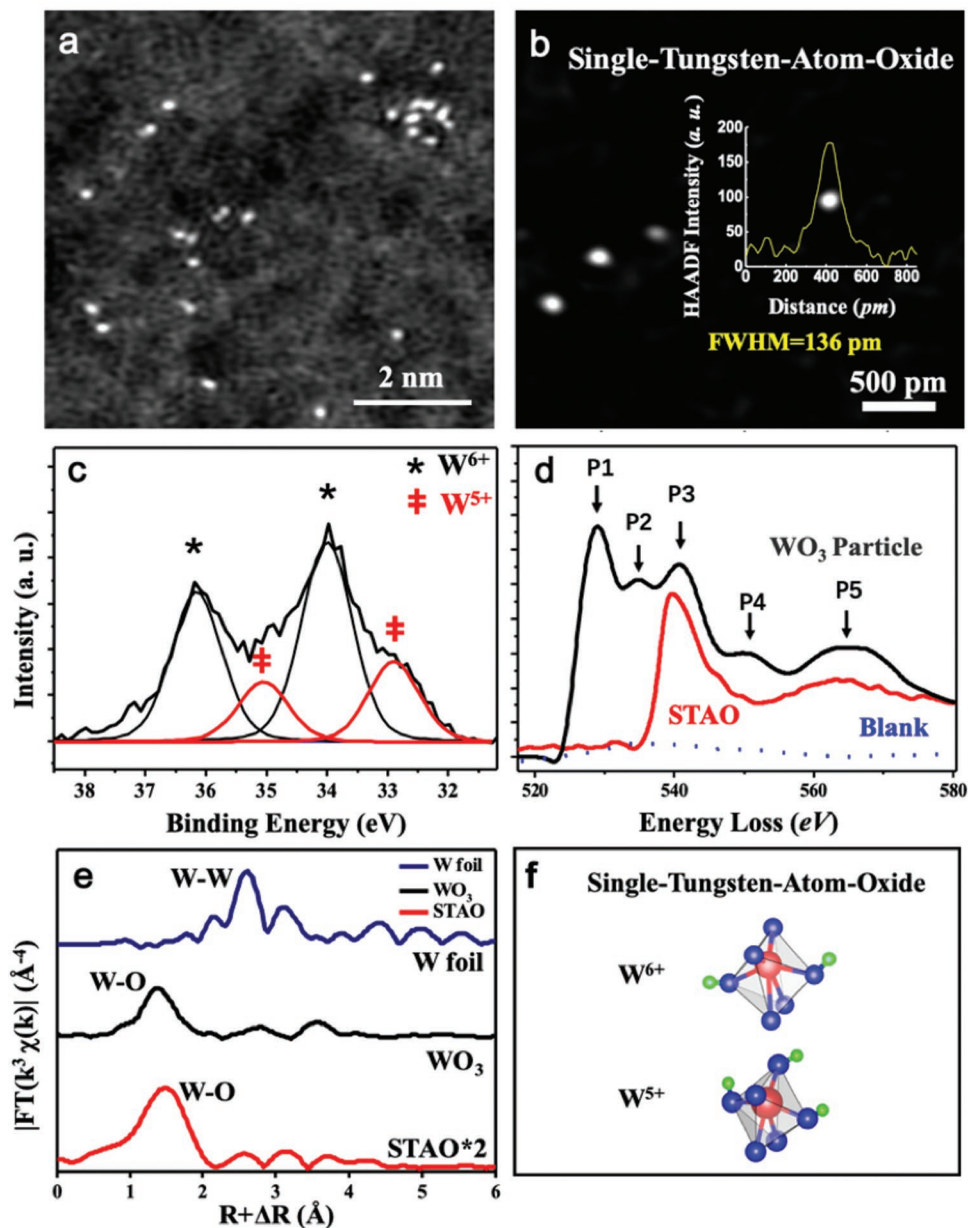 a
2 nm
b
Single-Tungsten-Atom-Oxide
HAADF Intensity (a. u.)
200
150
100
50
0
0 200 400 600 800
Distance (pm)
FWHM=136 pm
500 pm
c
* W⁶⁺
⧧ W⁵⁺
*
*
⧧
⧧
Intensity (a. u.)
38 37 36 35 34 33 32
Binding Energy (eV)
d
P1
P2
P3
P4
P5
WO₃ Particle
STAO
Blank
520 540 560 580
Energy Loss (eV)
e
W foil
WO₃
STAO
W-W
W foil
W-O
WO₃
W-O
STAO*2
|FT(k³ χ(k)| (Å⁻⁴)
0 1 2 3 4 5 6
R+ΔR (Å)
f
Single-Tungsten-Atom-Oxide
W⁶⁺
W⁵⁺